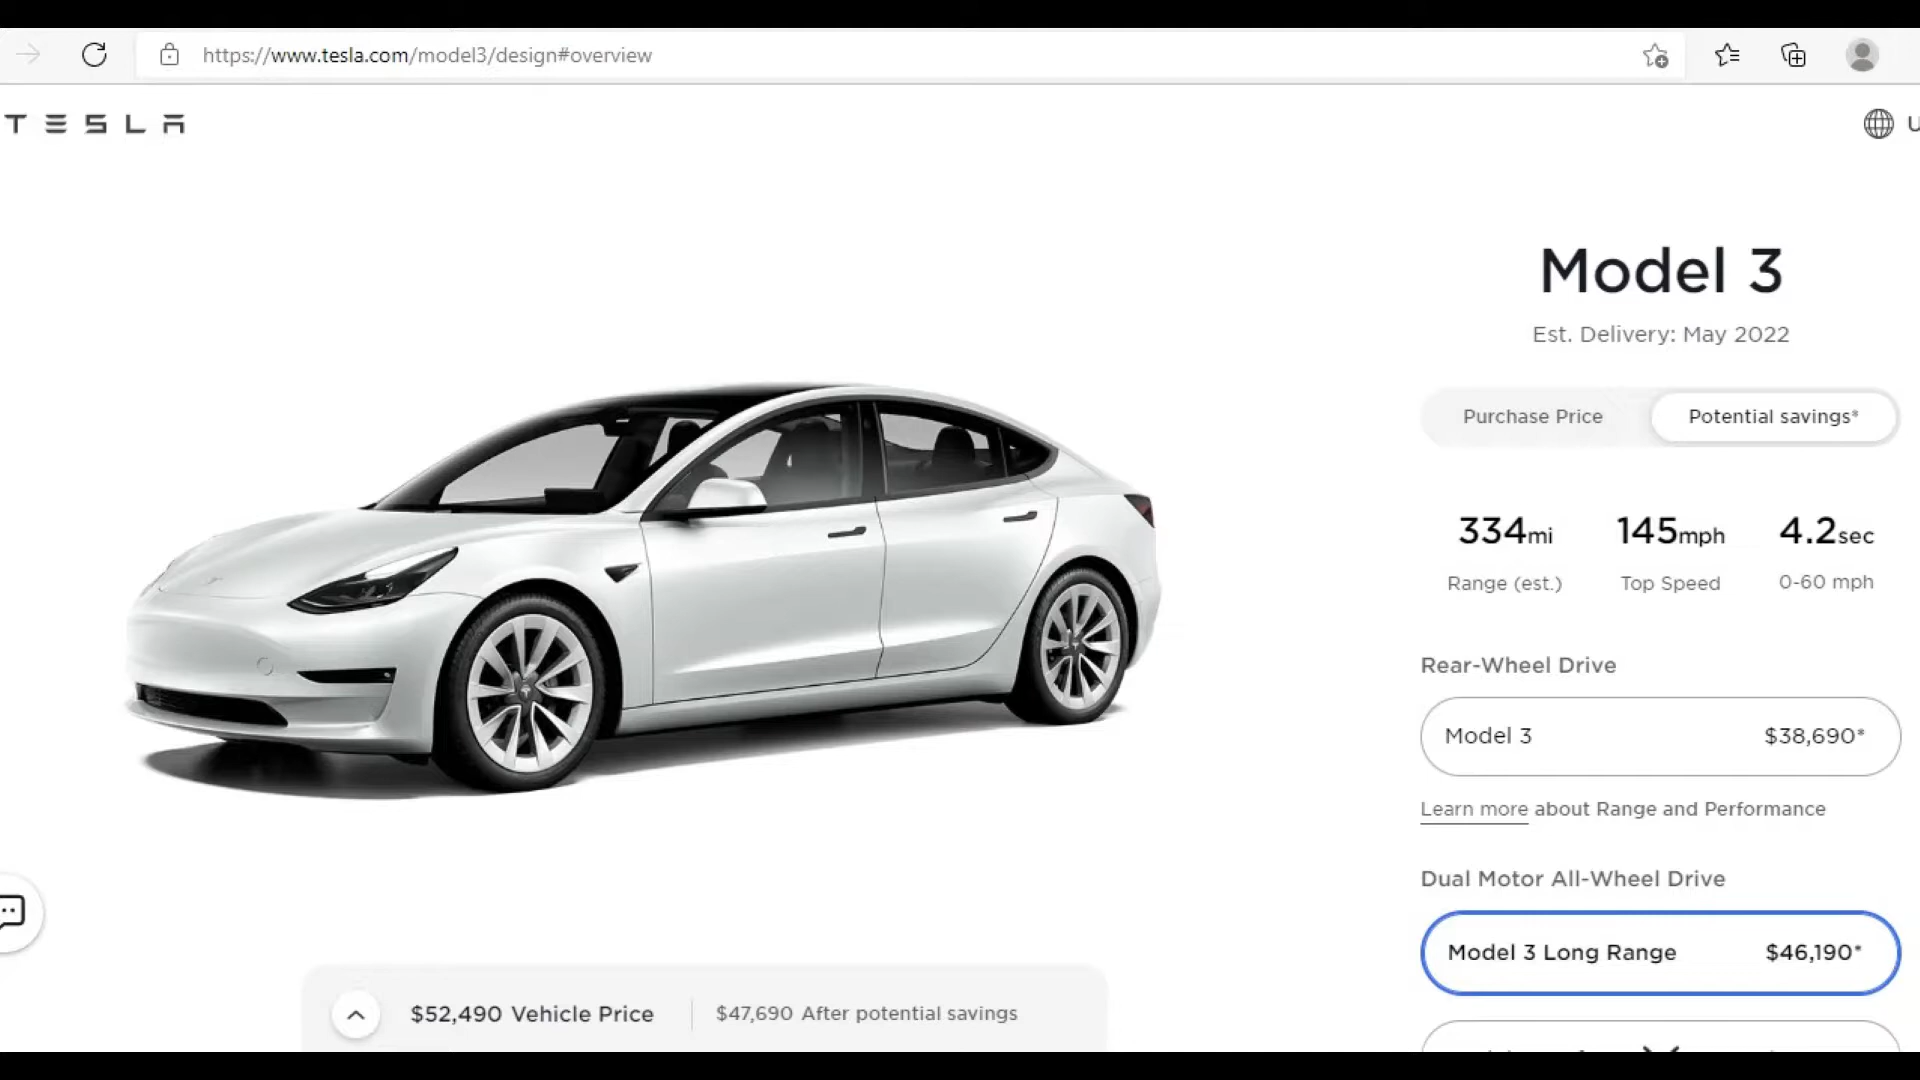 https://www.tesla.com/model3/design#overview
TESLA
U
Model 3
Est. Delivery: May 2022
Purchase Price
Potential savings*
334mi
145mph
4.2sec
Range (est.)
Top Speed
0-60 mph
Rear-Wheel Drive
Model 3
$38,690*
Learn more about Range and Performance
Dual Motor All-Wheel Drive
Model 3 Long Range
$46,190*
$52,490 Vehicle Price
$47,690 After potential savings